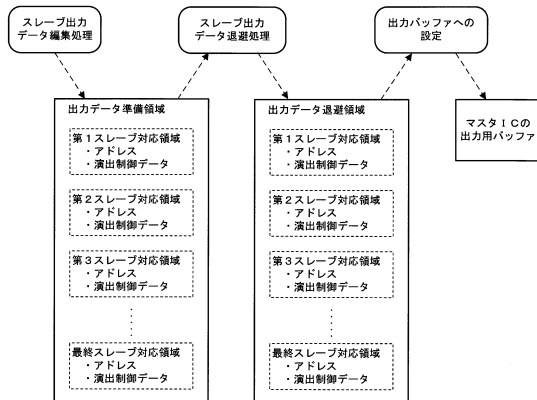 スレーブ出力
データ編集処理
スレーブ出力
データ退避処理
出力バッファへの
設定
出力データ準備領域
第1スレーブ対応領域
・アドレス
・演出制御データ
第2スレーブ対応領域
・アドレス
・演出制御データ
第3スレーブ対応領域
・アドレス
・演出制御データ
最終スレーブ対応領域
・アドレス
・演出制御データ
出力データ退避領域
第1スレーブ対応領域
・アドレス
・演出制御データ
第2スレーブ対応領域
・アドレス
・演出制御データ
第3スレーブ対応領域
・アドレス
・演出制御データ
最終スレーブ対応領域
・アドレス
・演出制御データ
マスタICの
出力用バッファ